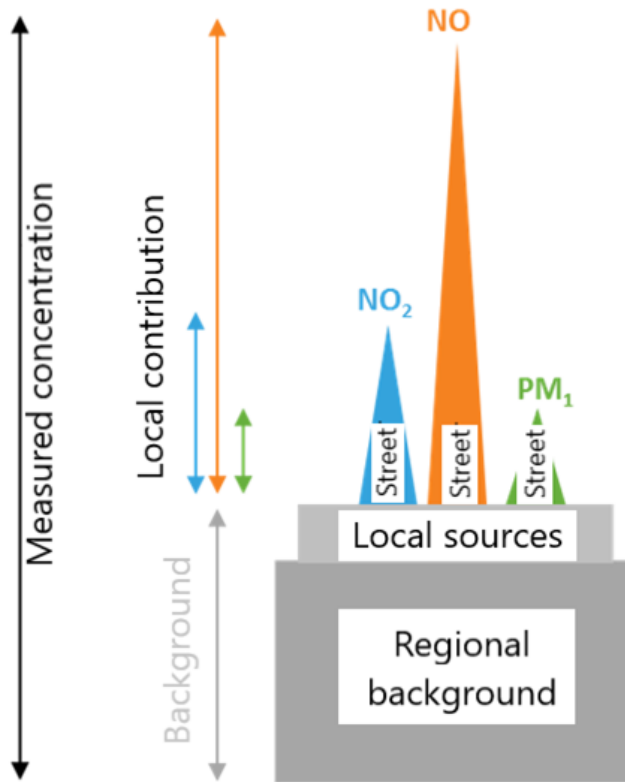 NO
NO₂
PM₁
Measured concentration
Local contribution
Background
Street
Street
Street
Local sources
Regional
background